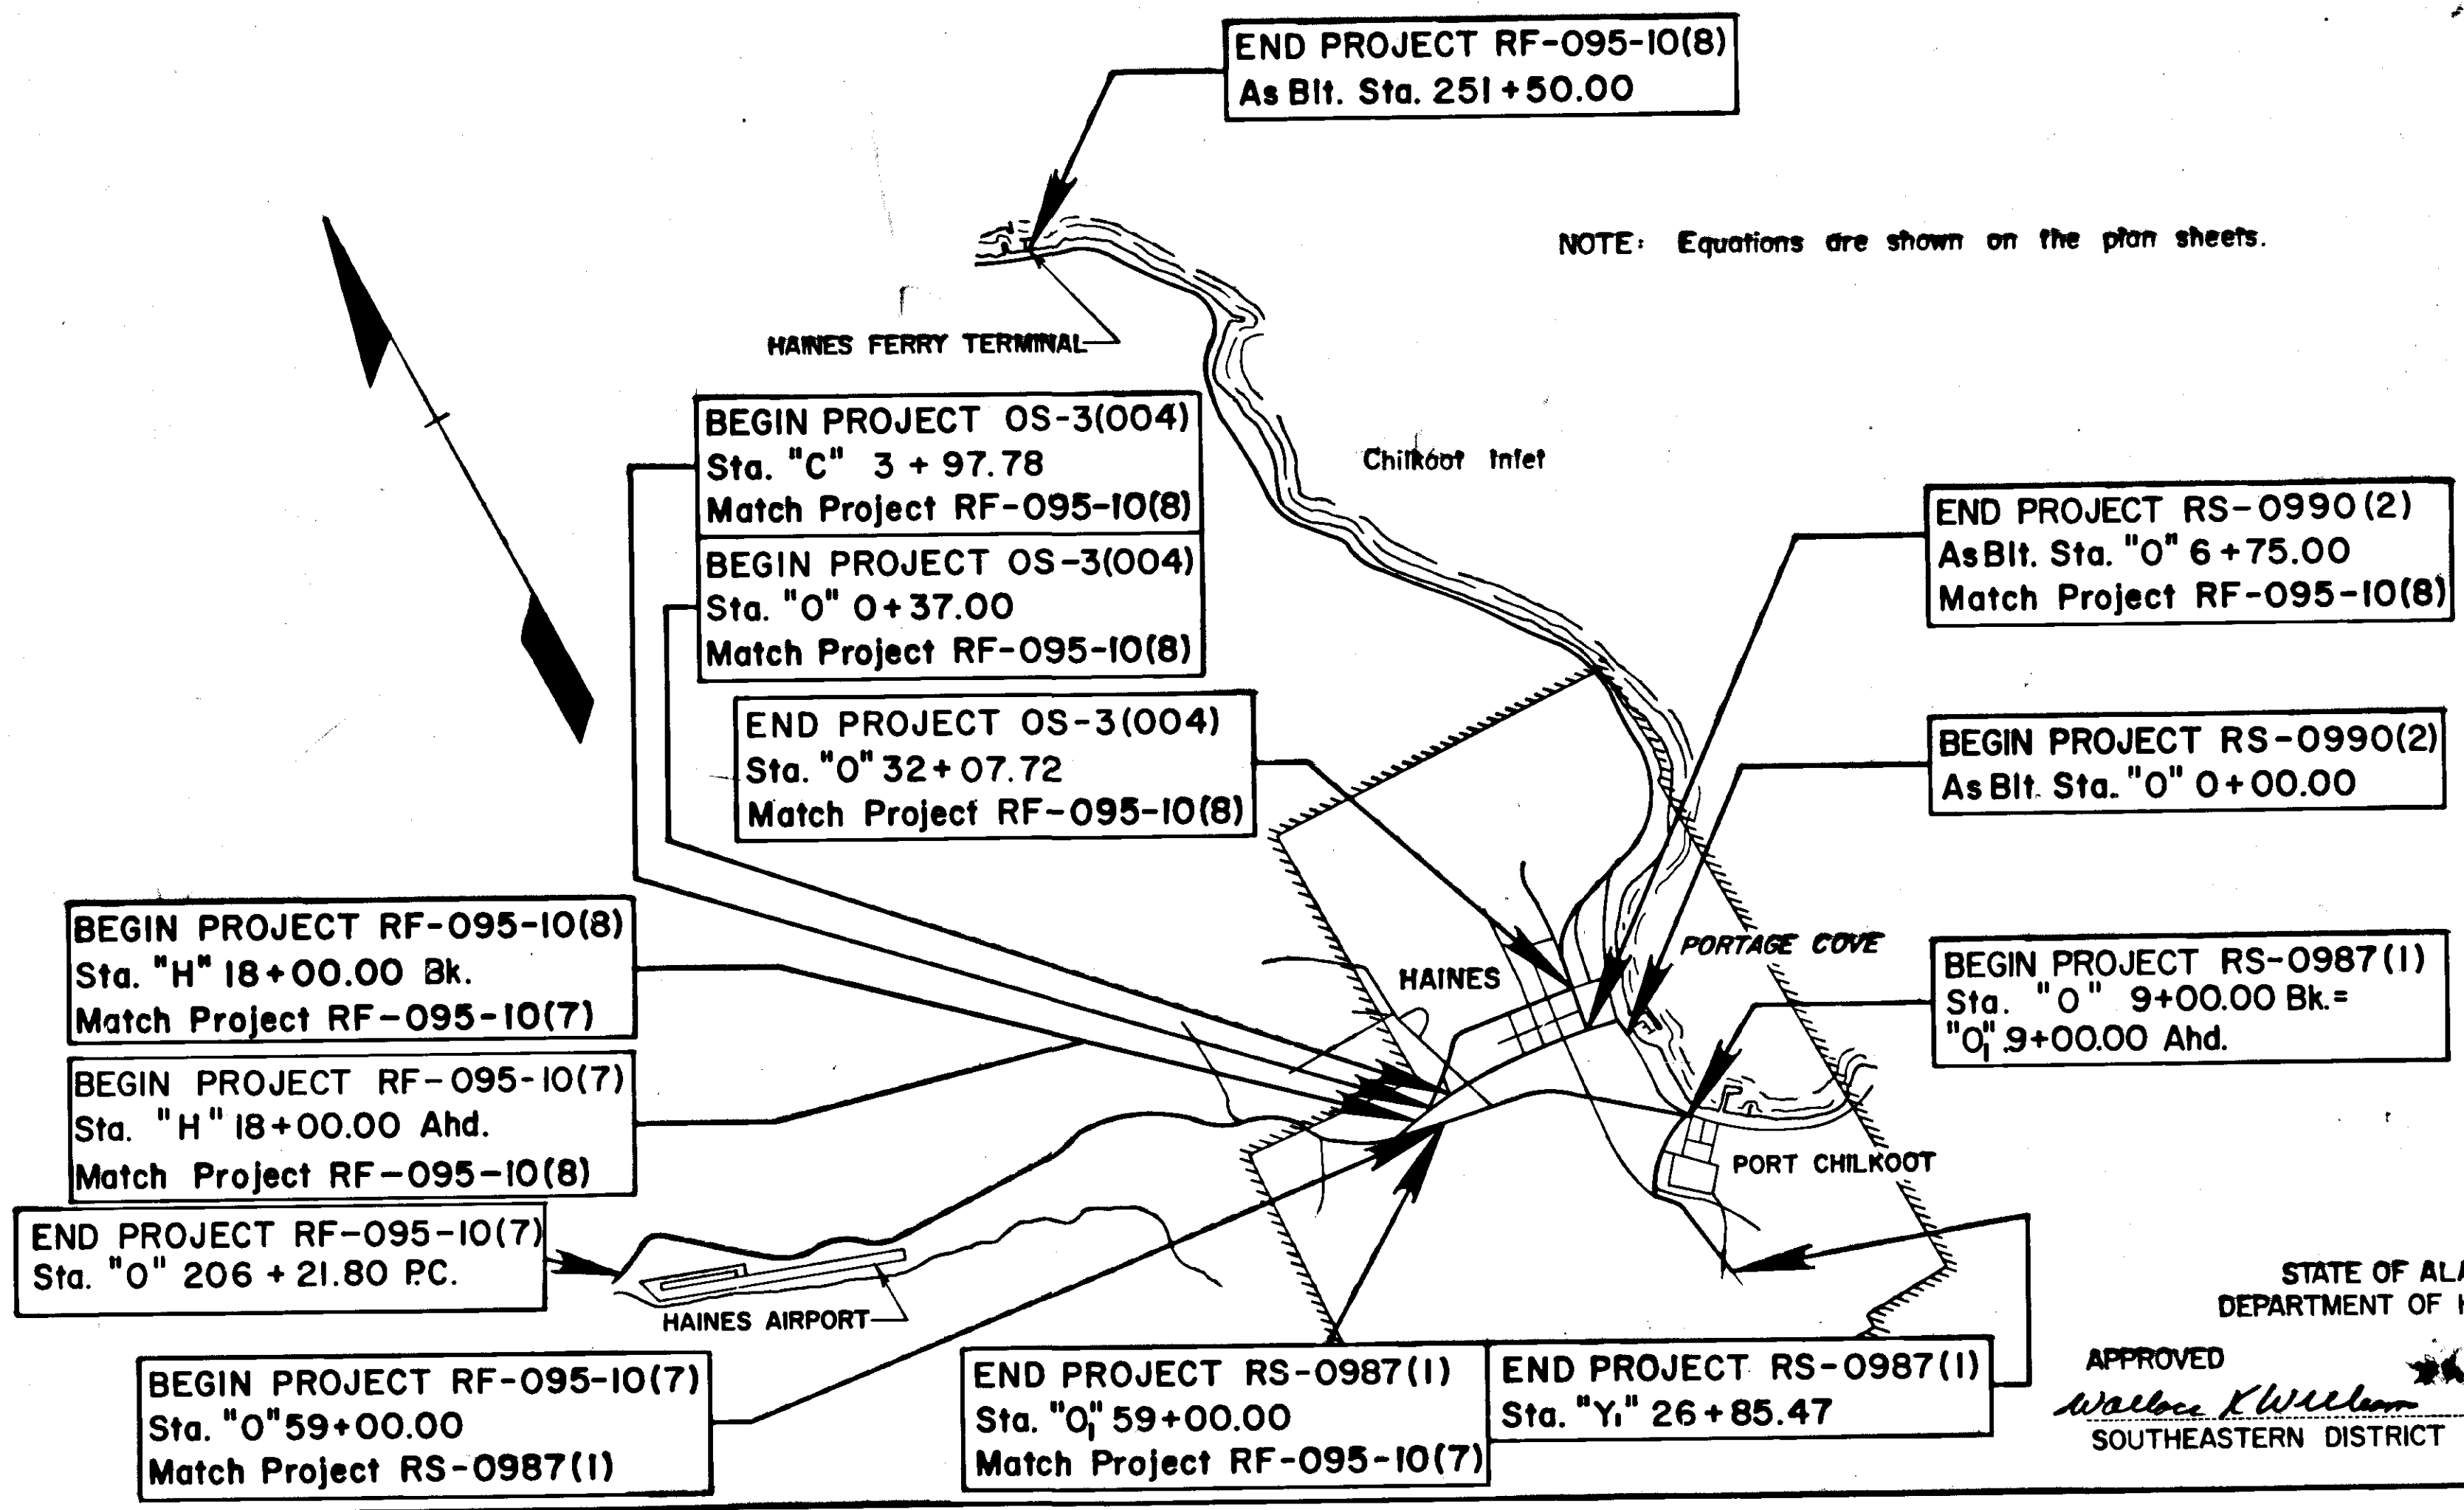 END PROJECT RF-095-10(8)
As Blt. Sta. 251+50.00
NOTE: Equations are shown on the plan sheets.
HAINES FERRY TERMINAL
BEGIN PROJECT OS-3(004)
Sta. "C" 3 + 97.78
Match Project RF-095-10(8)
BEGIN PROJECT OS-3(004)
Sta. "O" 0+37.00
Match Project RF-095-10(8)
END PROJECT OS-3(004)
Sta. "O" 32+07.72
Match Project RF-095-10(8)
Chilkoot Inlet
END PROJECT RS-0990(2)
As Blt. Sta. "O" 6+75.00
Match Project RF-095-10(8)
BEGIN PROJECT RS-0990(2)
As Blt. Sta. "O" 0+00.00
BEGIN PROJECT RF-095-10(8)
Sta. "H" 18+00.00 Bk.
Match Project RF-095-10(7)
HAINES
PORTAGE COVE
BEGIN PROJECT RS-0987(1)
Sta. "O" 9+00.00 Bk.=
"O₁" 9+00.00 Ahd.
BEGIN PROJECT RF-095-10(7)
Sta. "H" 18+00.00 Ahd.
Match Project RF-095-10(8)
PORT CHILKOOT
END PROJECT RF-095-10(7)
Sta. "O" 206 + 21.80 P.C.
HAINES AIRPORT
BEGIN PROJECT RF-095-10(7)
Sta. "O" 59+00.00
Match Project RS-0987(1)
END PROJECT RS-0987(1)
Sta. "O₁" 59+00.00
Match Project RF-095-10(7)
END PROJECT RS-0987(1)
Sta. "Y₁" 26+85.47
STATE OF ALA
DEPARTMENT OF H
APPROVED
Wallace K William
SOUTHEASTERN DISTRICT